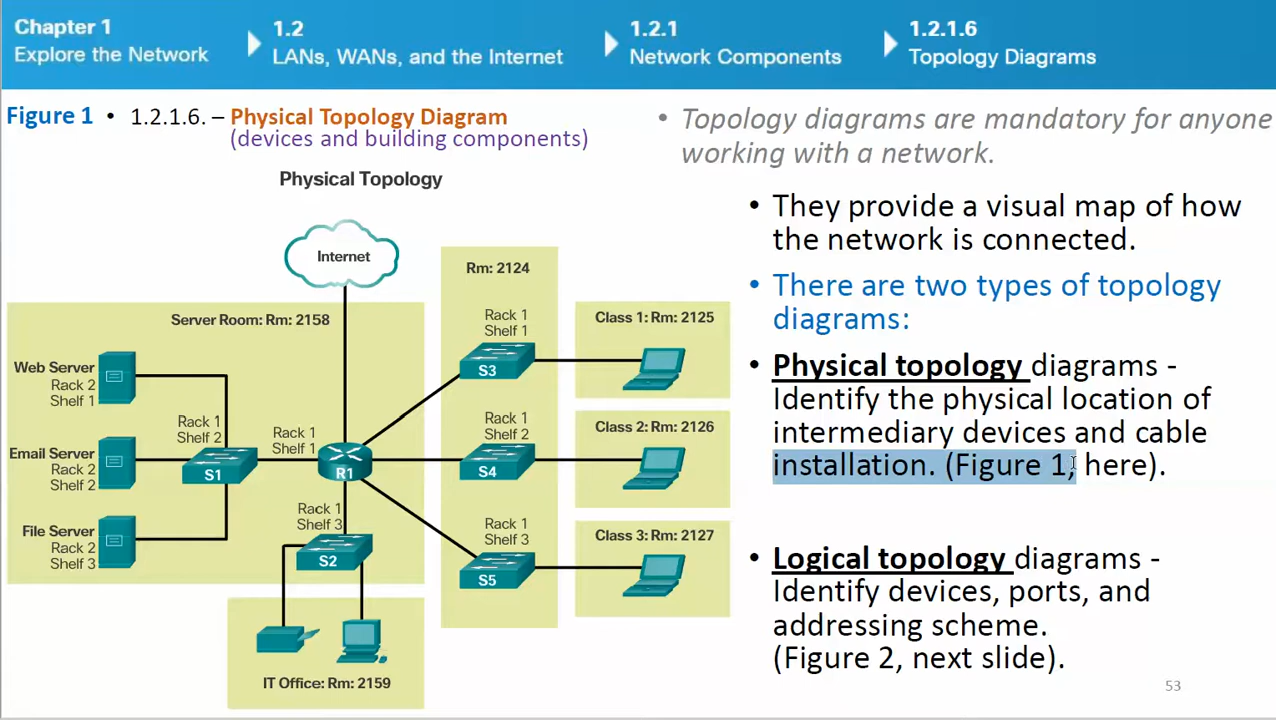 Chapter 1
Explore the Network
1.2
LANs, WANs, and the Internet
1.2.1
Network Components
1.2.1.6
Topology Diagrams
Figure 1 • 1.2.1.6. – Physical Topology Diagram
(devices and building components)
Physical Topology
Internet
Server Room: Rm: 2158
Web Server
Rack 2
Shelf 1
Email Server
Rack 2
Shelf 2
File Server
Rack 2
Shelf 3
Rack 1
Shelf 2
S1
Rack 1
Shelf 1
R1
Rack 1
Shelf 3
S2
IT Office: Rm: 2159
Rm: 2124
Rack 1
Shelf 1
S3
Rack 1
Shelf 2
S4
Rack 1
Shelf 3
S5
Class 1: Rm: 2125
Class 2: Rm: 2126
Class 3: Rm: 2127
• Topology diagrams are mandatory for anyone
working with a network.
• They provide a visual map of how
the network is connected.
• There are two types of topology
diagrams:
• Physical topology diagrams -
Identify the physical location of
intermediary devices and cable
installation. (Figure 1, here).
• Logical topology diagrams -
Identify devices, ports, and
addressing scheme.
(Figure 2, next slide).
53